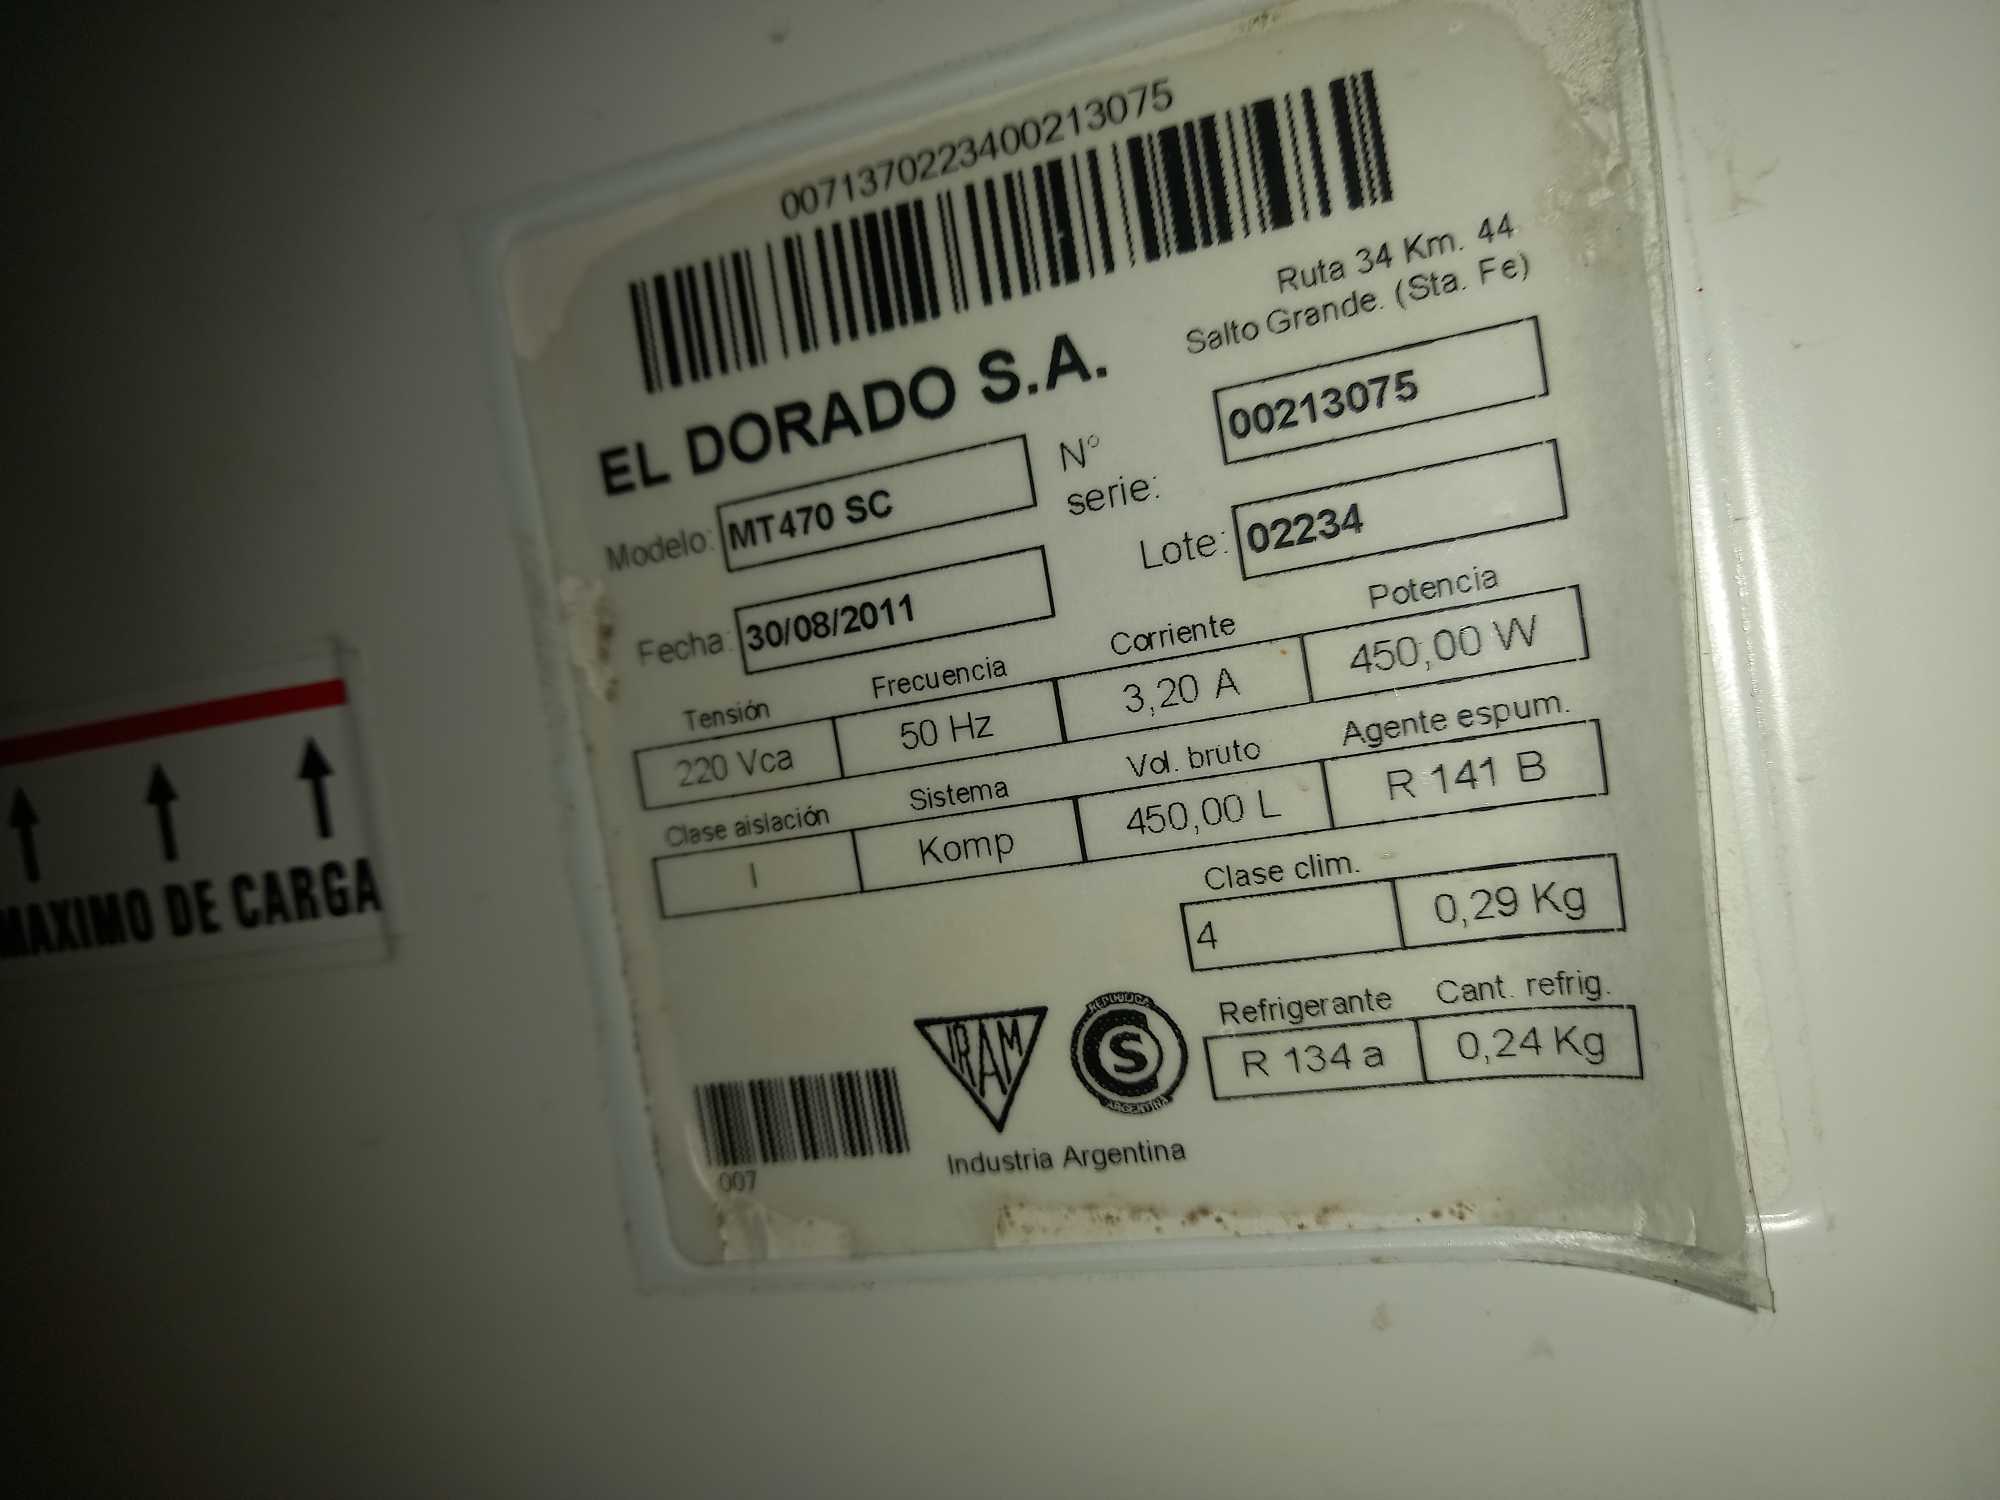 0071370223400213075
Ruta 34 Km. 44
Salto Grande. (Sta. Fe)
EL DORADO S.A.
Modelo: MT470 SC
N° serie: 00213075
Fecha: 30/08/2011
Lote: 02234
Tensión Frecuencia Corriente Potencia
220 Vca 50 Hz 3,20 A 450,00 W
Clase aislación Sistema Vol. bruto Agente espum.
I Komp 450,00 L R 141 B
Clase clim.
4 0,29 Kg
Refrigerante Cant. refrig.
R 134 a 0,24 Kg
IRAM
REPUBLICA
S
ARGENTINA
Industria Argentina
007
MAXIMO DE CARGA